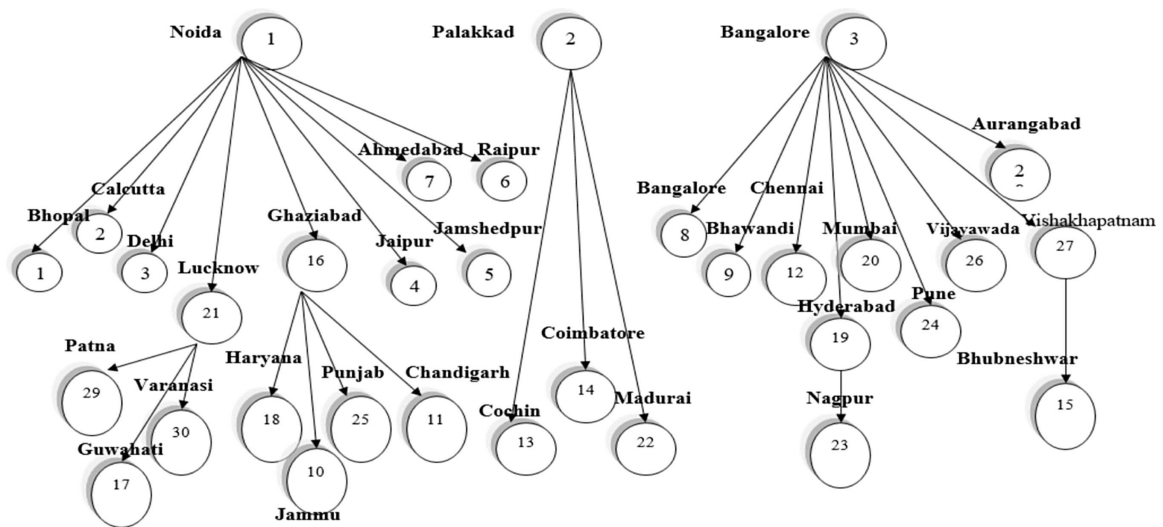 Noida
1
Palakkad
2
Bangalore
3
Ahmedabad
7
Raipur
6
Aurangabad
2
Calcutta
2
Bhopal
1
Delhi
3
Lucknow
21
Ghaziabad
16
Jaipur
4
Jamshedpur
5
Bangalore
8
Bhawandi
9
Chennai
12
Mumbai
20
Vijayawada
26
Vishakhapatnam
27
Hyderabad
19
Pune
24
Patna
29
Varanasi
30
Guwahati
17
Haryana
18
Jammu
10
Punjab
25
Chandigarh
11
Cochin
13
Coimbatore
14
Madurai
22
Nagpur
23
Bhubneshwar
15